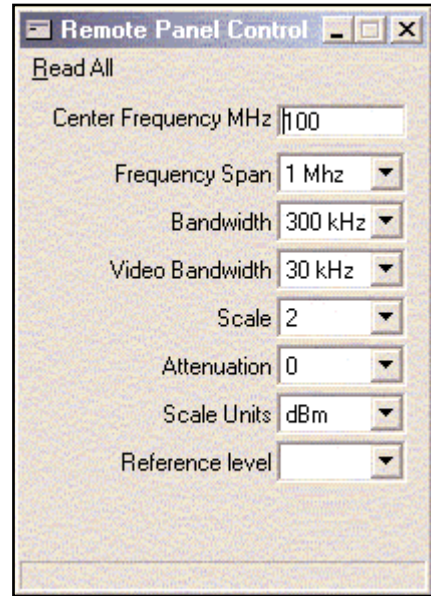 Remote Panel Control
Read All
Center Frequency MHz 100
Frequency Span 1 Mhz
Bandwidth 300 kHz
Video Bandwidth 30 kHz
Scale 2
Attenuation 0
Scale Units dBm
Reference level